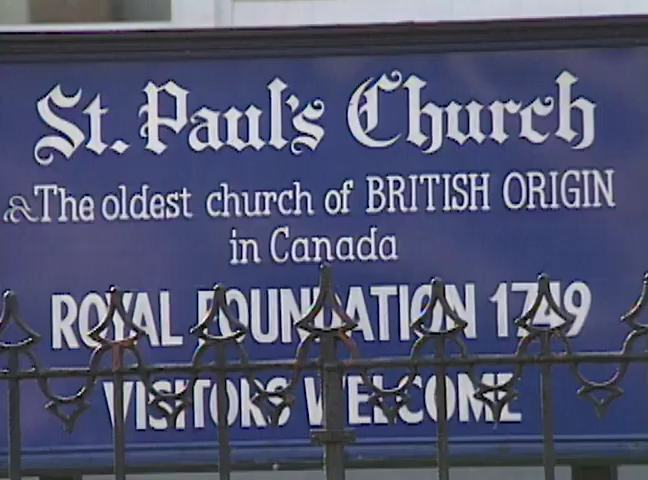 St. Paul's Church
The oldest church of BRITISH ORIGIN
in Canada
ROYAL FOUNDATION 1749
VISITORS WELCOME